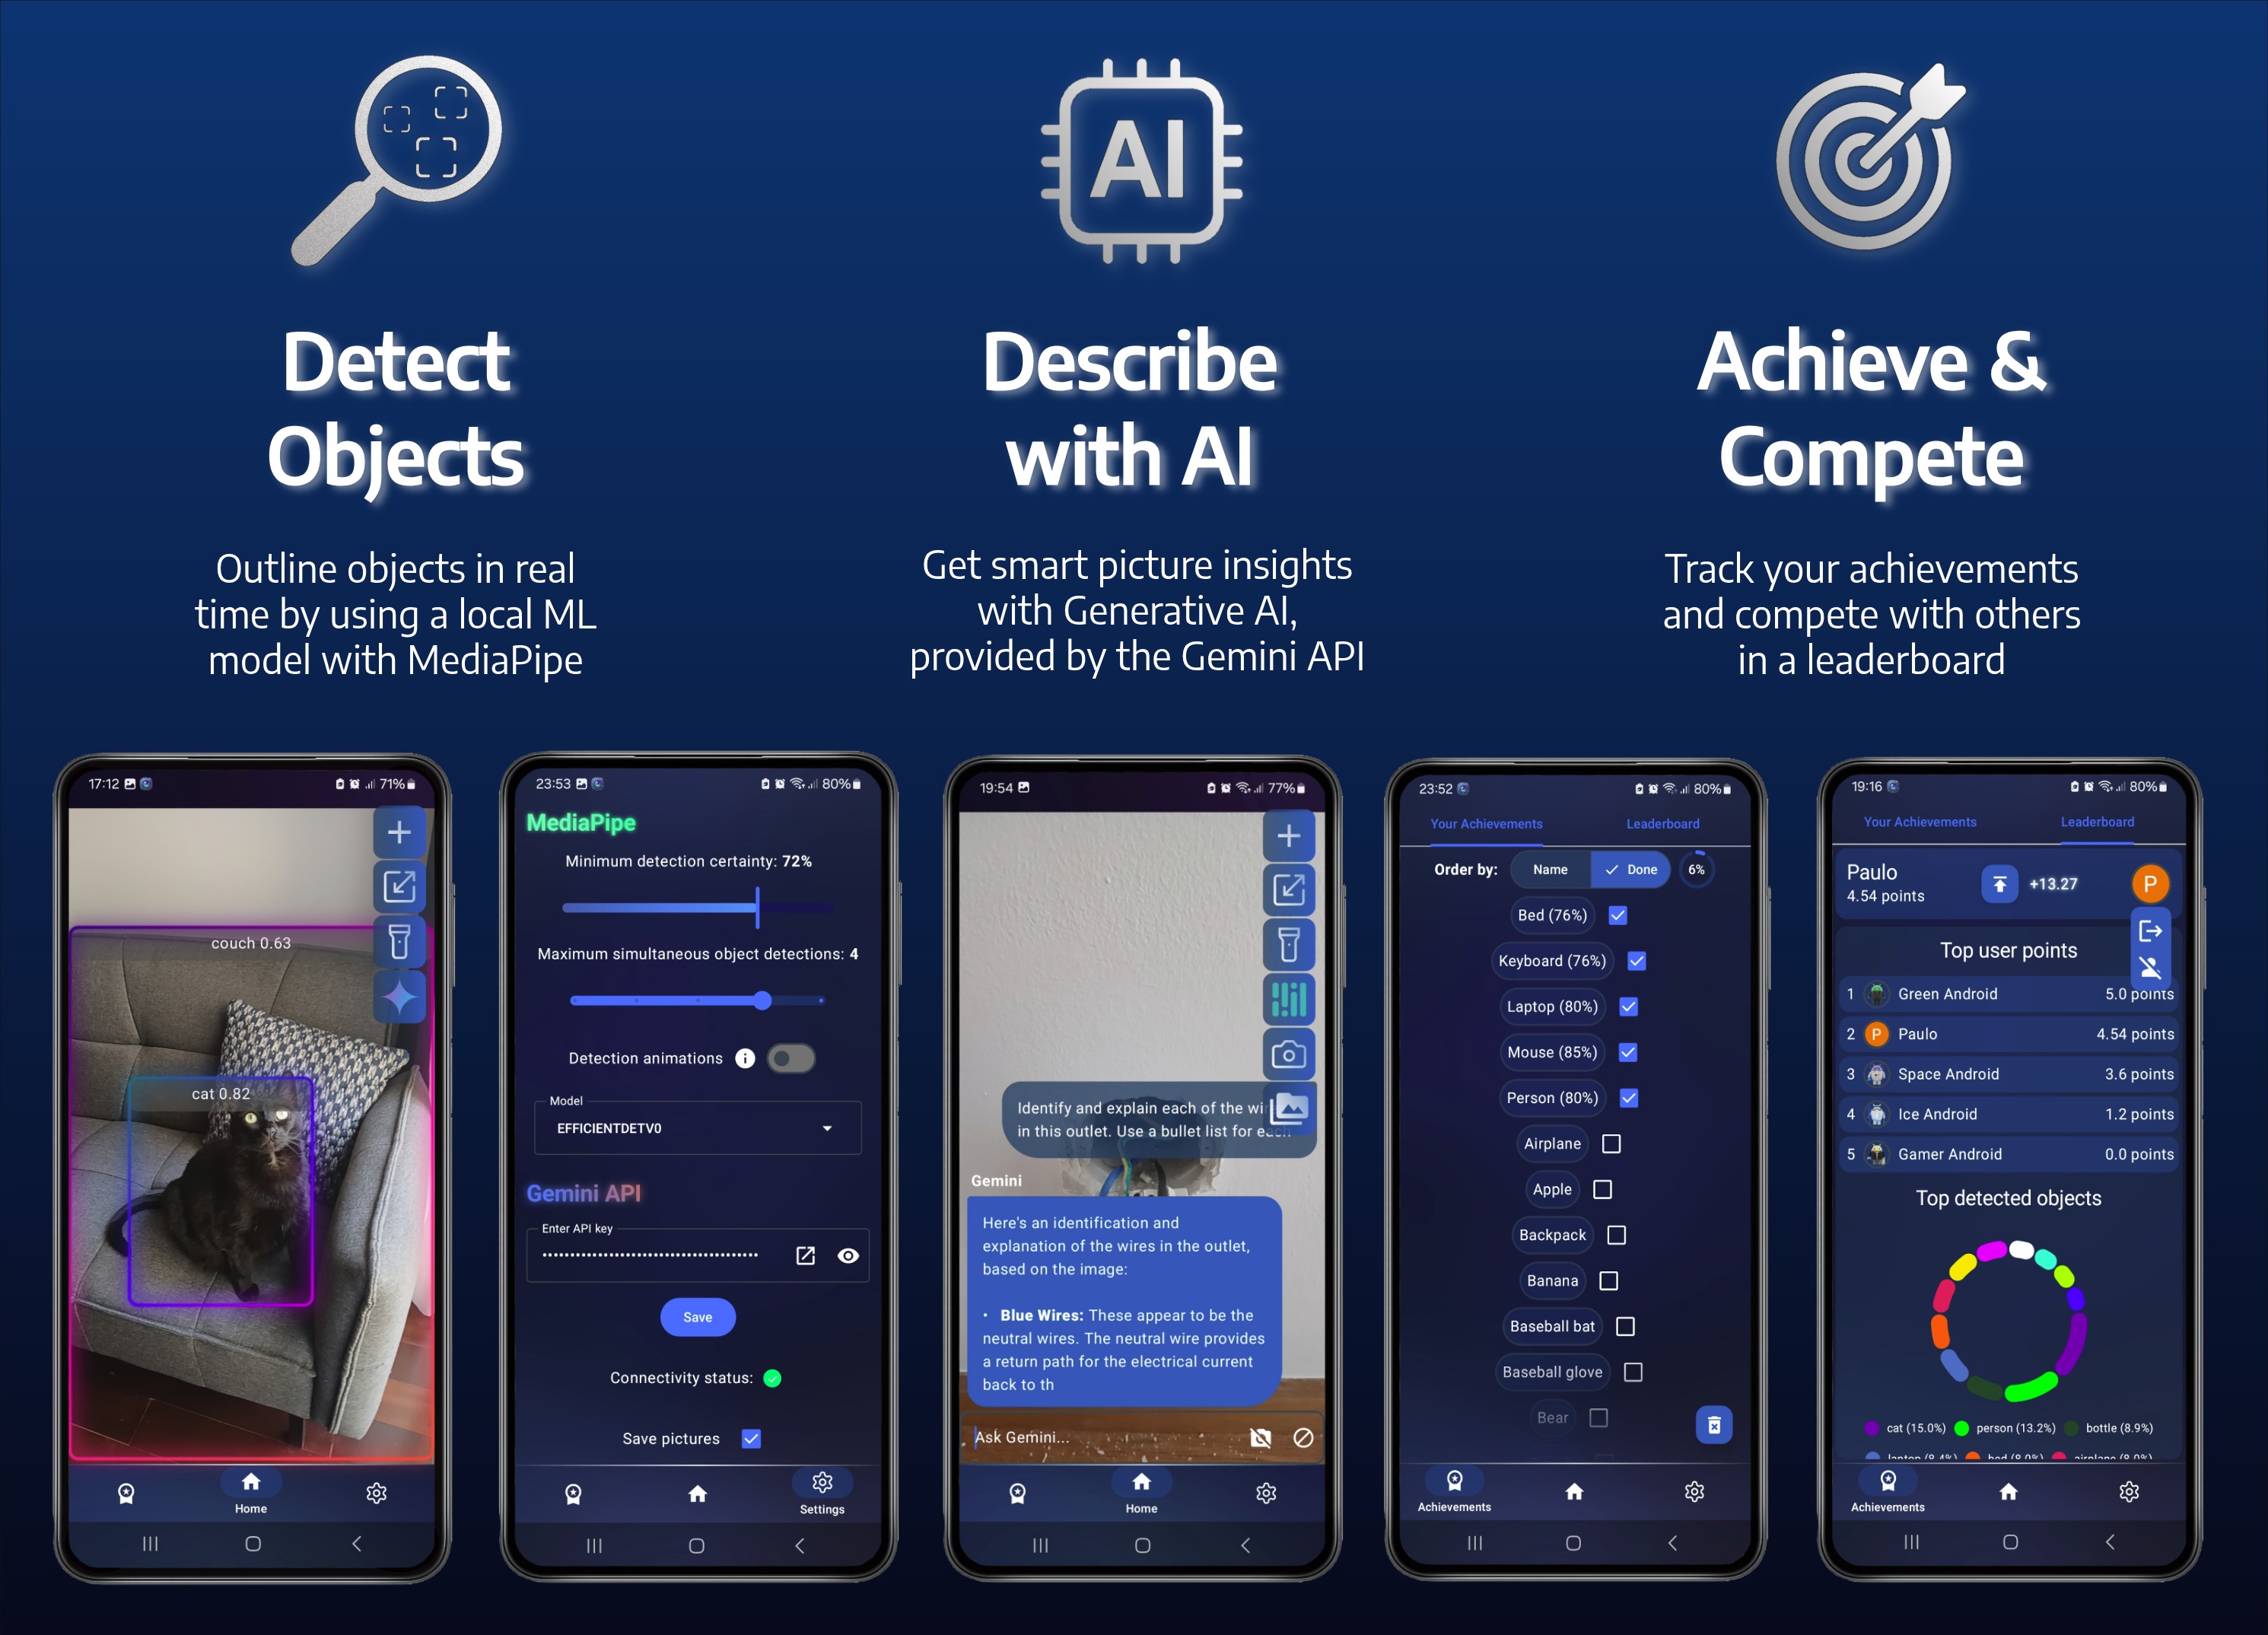 AI
Detect
Objects
Outline objects in real
time by using a local ML
model with MediaPipe
Describe
with AI
Get smart picture insights
with Generative AI,
provided by the Gemini API
Achieve &
Compete
Track your achievements
and compete with others
in a leaderboard
17:12
71%
couch 0.63
cat 0.82
Home
23:53
80%
MediaPipe
Minimum detection certainty: 72%
Maximum simultaneous object detections: 4
Detection animations
Model
EFFICIENTDETV0
Gemini API
Enter API key
Save
Connectivity status:
Save pictures
Settings
19:54
77%
Identify and explain each of the
in this outlet. Use a bullet list for each
Gemini
Here's an identification and
explanation of the wires in the outlet,
based on the image:
• Blue Wires: These appear to be the
neutral wires. The neutral wire provides
a return path for the electrical current
back to th
Ask Gemini...
Home
23:52
80%
Your Achievements
Leaderboard
Order by:
Name
Done
6%
Bed (76%)
Keyboard (76%)
Laptop (80%)
Mouse (85%)
Person (80%)
Airplane
Apple
Backpack
Banana
Baseball bat
Baseball glove
Bear
Achievements
19:16
80%
Your Achievements
Leaderboard
Paulo
4.54 points
+13.27
P
Top user points
1 Green Android 5.0 points
2 P Paulo 4.54 points
3 Space Android 3.6 points
4 Ice Android 1.2 points
5 Gamer Android 0.0 points
Top detected objects
cat (15.0%) person (13.2%) bottle (8.9%)
laptop (8.4%) bed (8.0%) airplane (8.0%)
Achievements